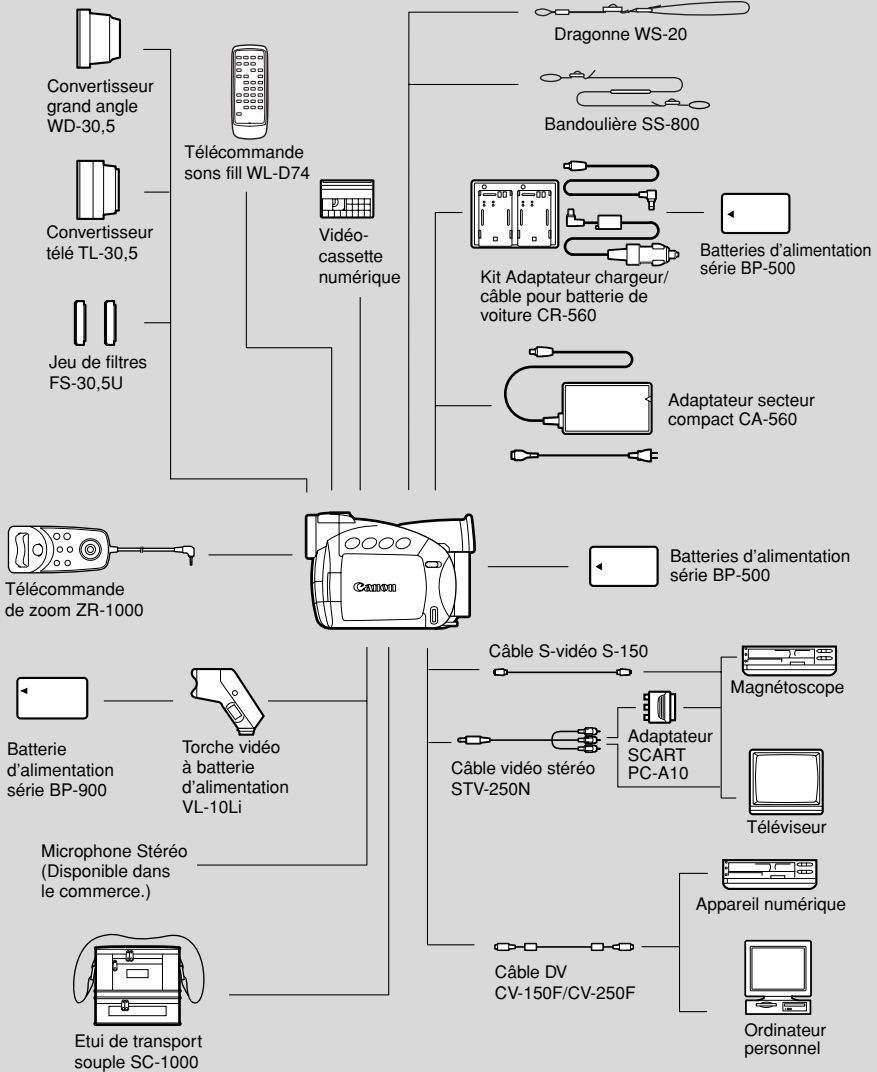 Convertisseur
grand angle
WD-30,5
Convertisseur
télé TL-30,5
Jeu de filtres
FS-30,5U
Télécommande
sons fill WL-D74
Vidéo-
cassette
numérique
Dragonne WS-20
Bandoulière SS-800
Kit Adaptateur chargeur/
câble pour batterie de
voiture CR-560
Batteries d'alimentation
série BP-500
Adaptateur secteur
compact CA-560
Télécommande
de zoom ZR-1000
Canon
Batteries d'alimentation
série BP-500
Batterie
d'alimentation
série BP-900
Torche vidéo
à batterie
d'alimentation
VL-10Li
Microphone Stéréo
(Disponible dans
le commerce.)
Etui de transport
souple SC-1000
Câble S-vidéo S-150
Câble vidéo stéréo
STV-250N
Adaptateur
SCART
PC-A10
Magnétoscope
Téléviseur
Câble DV
CV-150F/CV-250F
Appareil numérique
Ordinateur
personnel